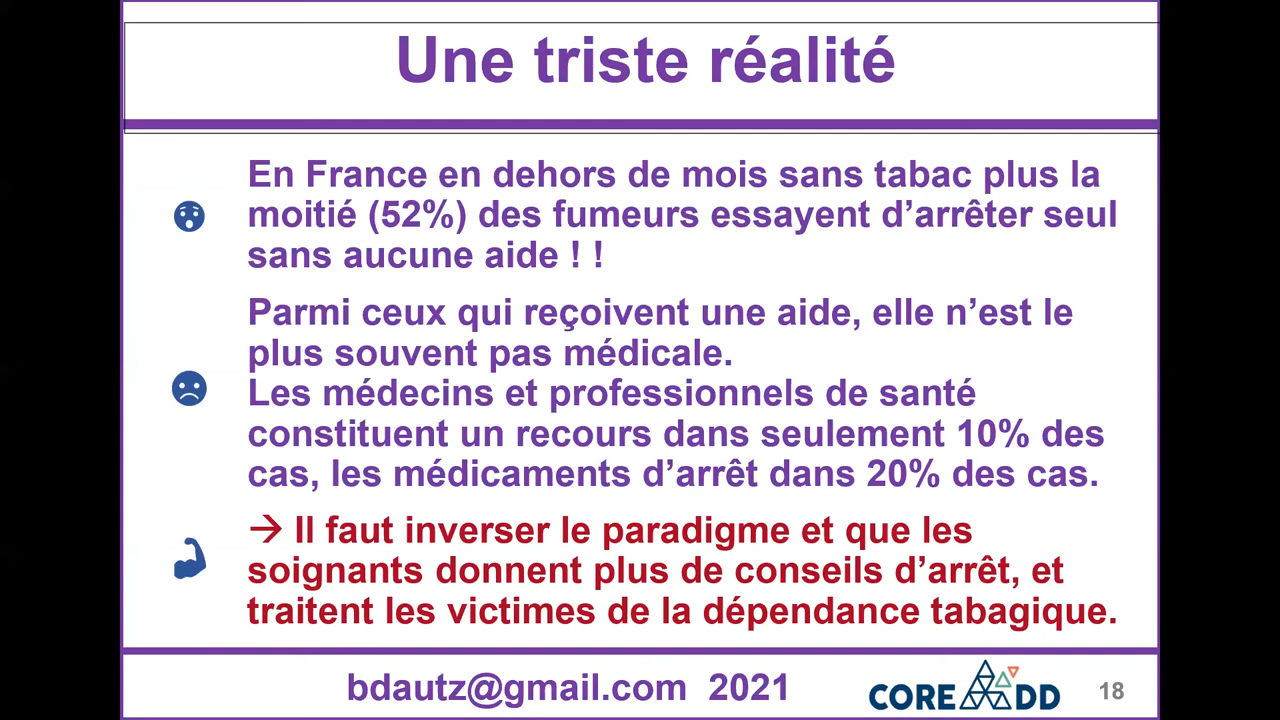 Une triste réalité
En France en dehors de mois sans tabac plus la
moitié (52%) des fumeurs essayent d’arrêter seul
sans aucune aide ! !
Parmi ceux qui reçoivent une aide, elle n’est le
plus souvent pas médicale.
Les médecins et professionnels de santé
constituent un recours dans seulement 10% des
cas, les médicaments d’arrêt dans 20% des cas.
→ Il faut inverser le paradigme et que les
soignants donnent plus de conseils d’arrêt, et
traitent les victimes de la dépendance tabagique.
bdautz@gmail.com 2021
COREADD
18